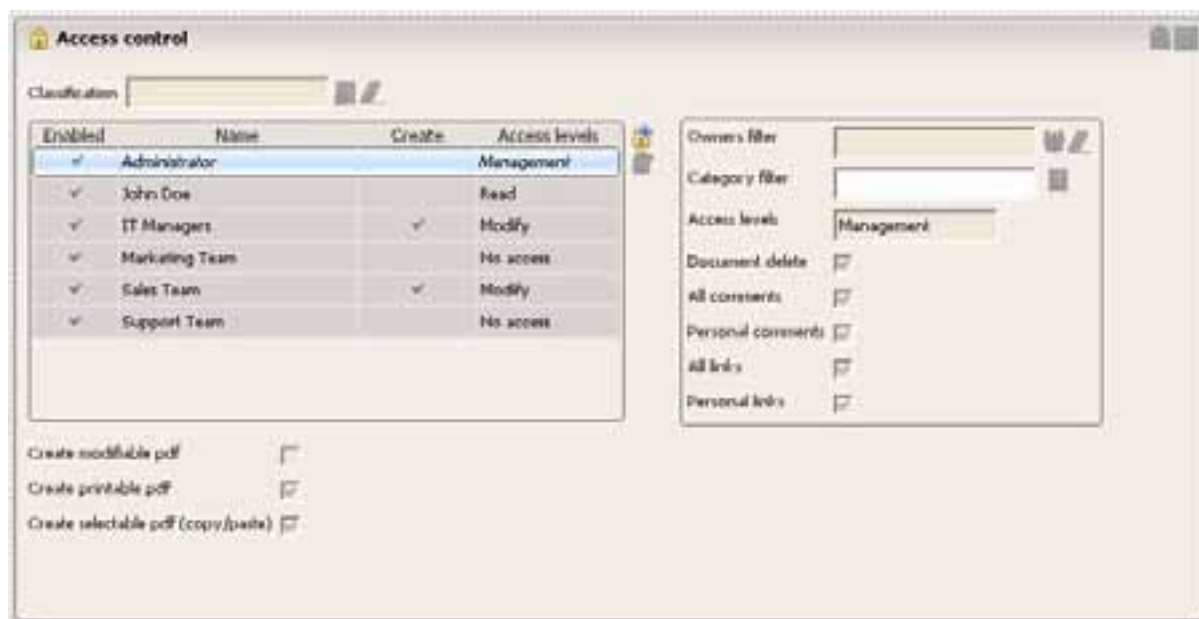 Access control
Classification
Enabled Name Create Access levels
Administrator Management
John Doe Read
IT Managers Modify
Marketing Team No access
Sales Team Modify
Support Team No access
Owners filter
Category filter
Access levels Management
Document delete
All comments
Personal comments
All links
Personal links
Create modifiable pdf
Create printable pdf
Create selectable pdf (copy/paste)